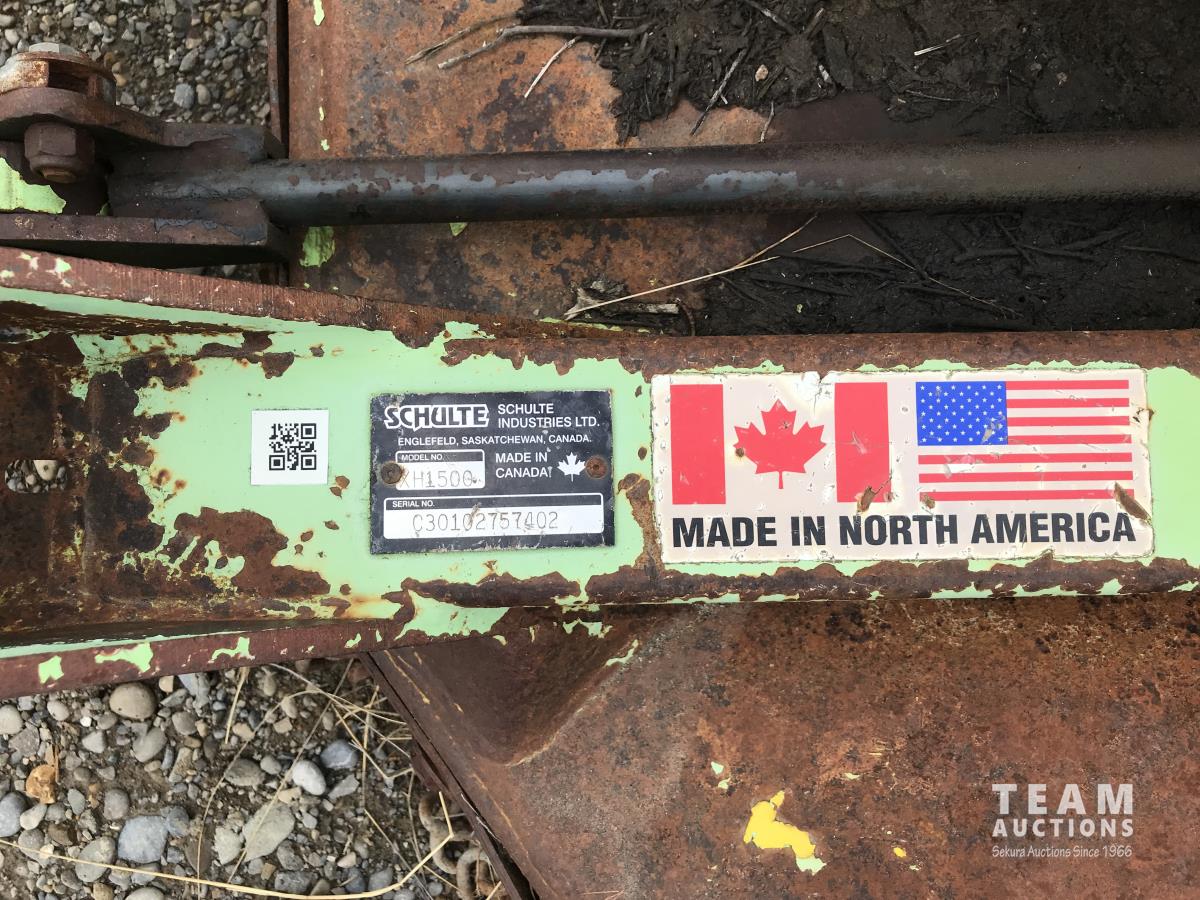 SCHULTE
SCHULTE
INDUSTRIES LTD.
ENGLEFELD, SASKATCHEWAN, CANADA.
MODEL NO.
XH1500
MADE IN
CANADA
SERIAL NO.
C30102757402
MADE IN NORTH AMERICA
TEAM
AUCTIONS
Sekura Auctions Since 1966